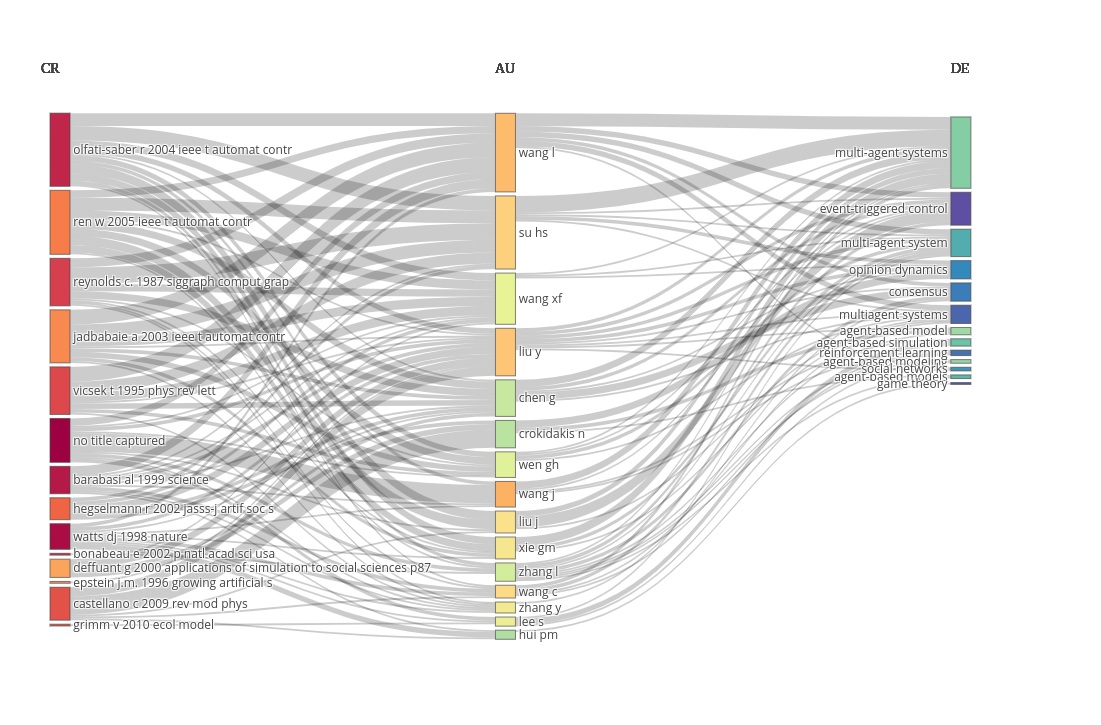 CR
AU
DE
olfati-saber r 2004 ieee t automat contr
ren w 2005 ieee t automat contr
reynolds c. 1987 siggraph comput grap
jadbabaie a 2003 ieee t automat contr
vicsek t 1995 phys rev lett
no title captured
barabasi al 1999 science
hegselmann r 2002 jasss-j artif soc s
watts dj 1998 nature
bonabeau e 2002 p natl acad sci usa
deffuant g 2000 applications of simulation to social sciences p87
epstein j.m. 1996 growing artificial s
castellano c 2009 rev mod phys
grimm v 2010 ecol model
wang l
su hs
wang xf
liu y
chen g
crokidakis n
wen gh
wang j
liu j
xie gm
zhang l
wang c
zhang y
lee s
hui pm
multi-agent systems
event-triggered control
multi-agent system
opinion dynamics
consensus
multiagent systems
agent-based model
agent-based simulation
reinforcement learning
agent-based modeling
social networks
agent-based models
game theory